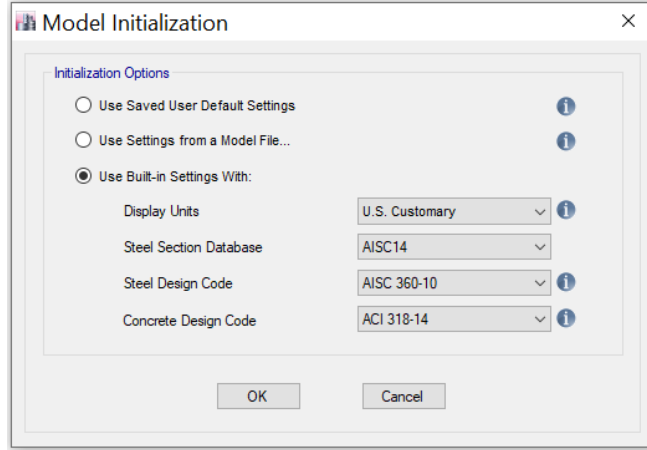 Model Initialization
Initialization Options
Use Saved User Default Settings
Use Settings from a Model File...
Use Built-in Settings With:
Display Units U.S. Customary
Steel Section Database AISC14
Steel Design Code AISC 360-10
Concrete Design Code ACI 318-14
OK Cancel